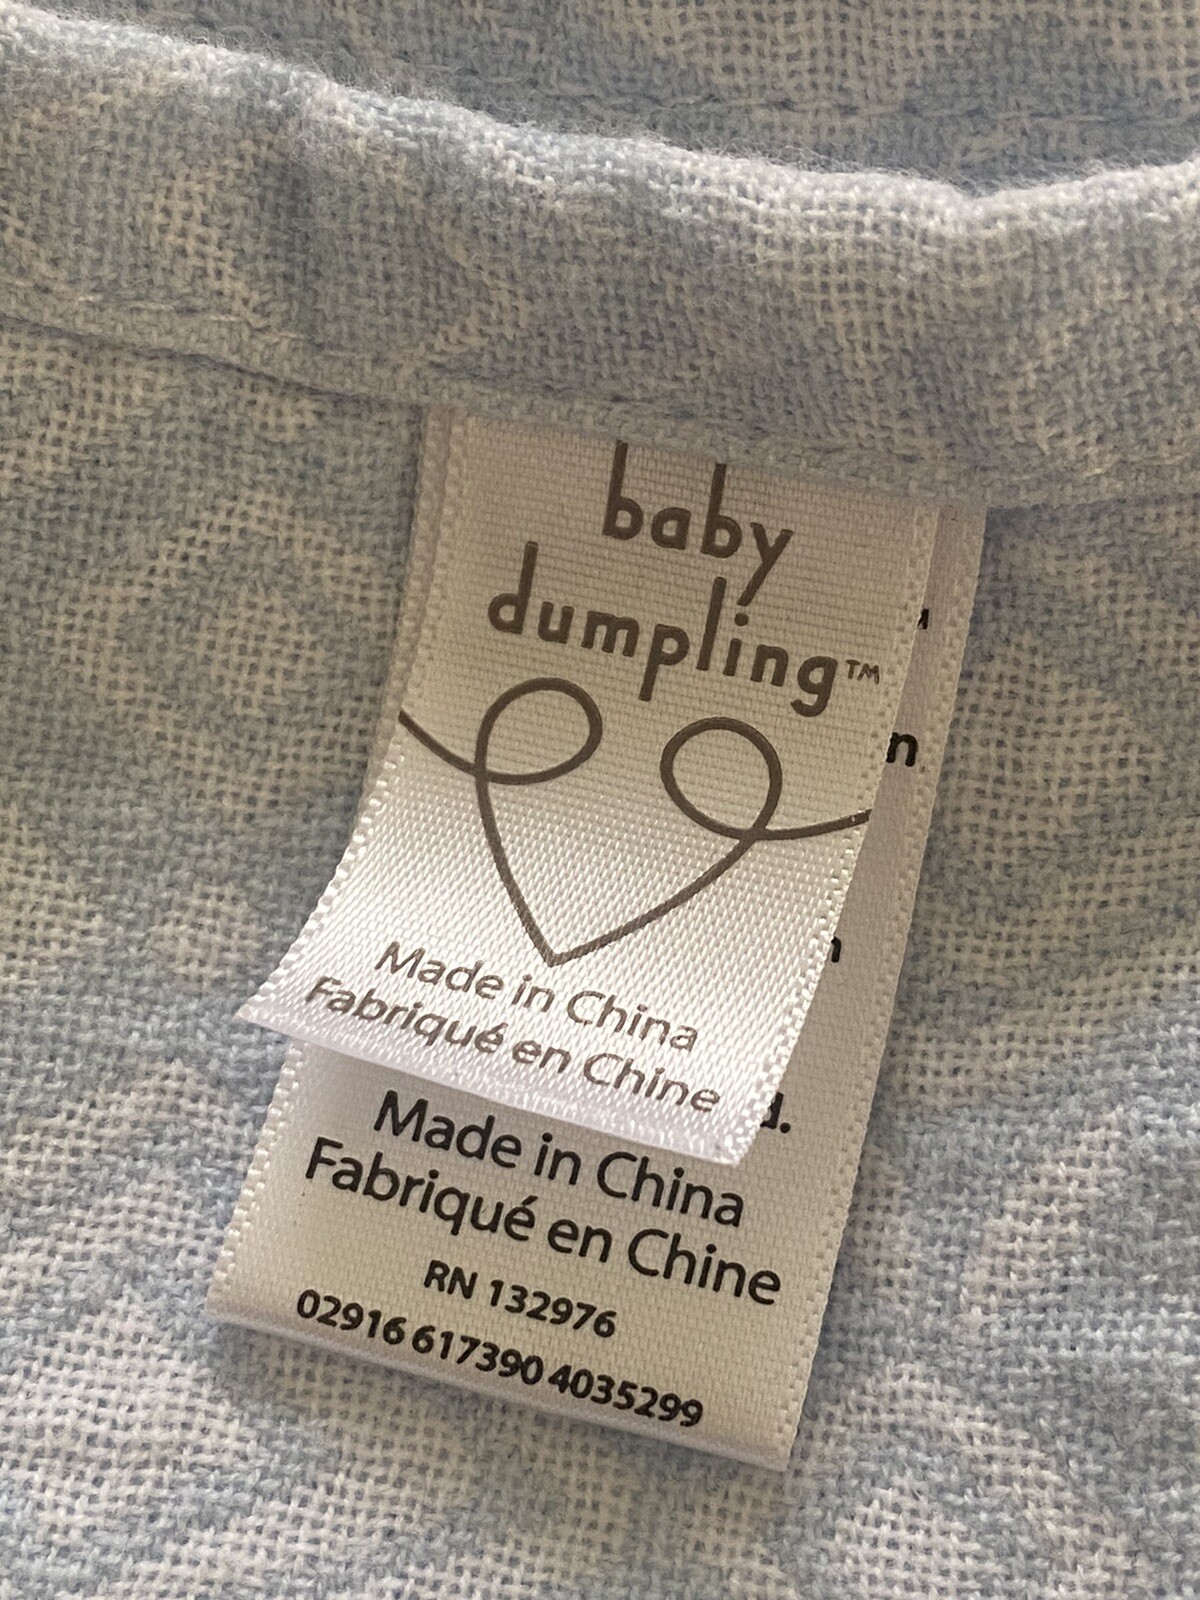 baby
dumpling™
Made in China
Fabriqué en Chine
Made in China
Fabriqué en Chine
RN 132976
02916 617390 4035299